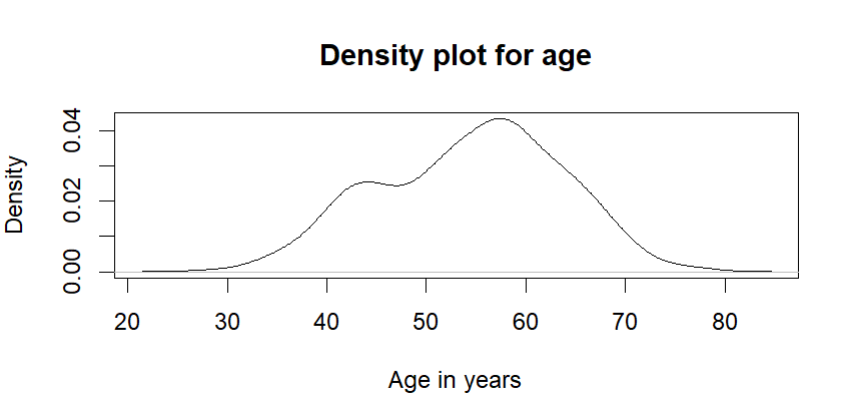 Density plot for age
Density
0.00 0.02 0.04
20 30 40 50 60 70 80
Age in years